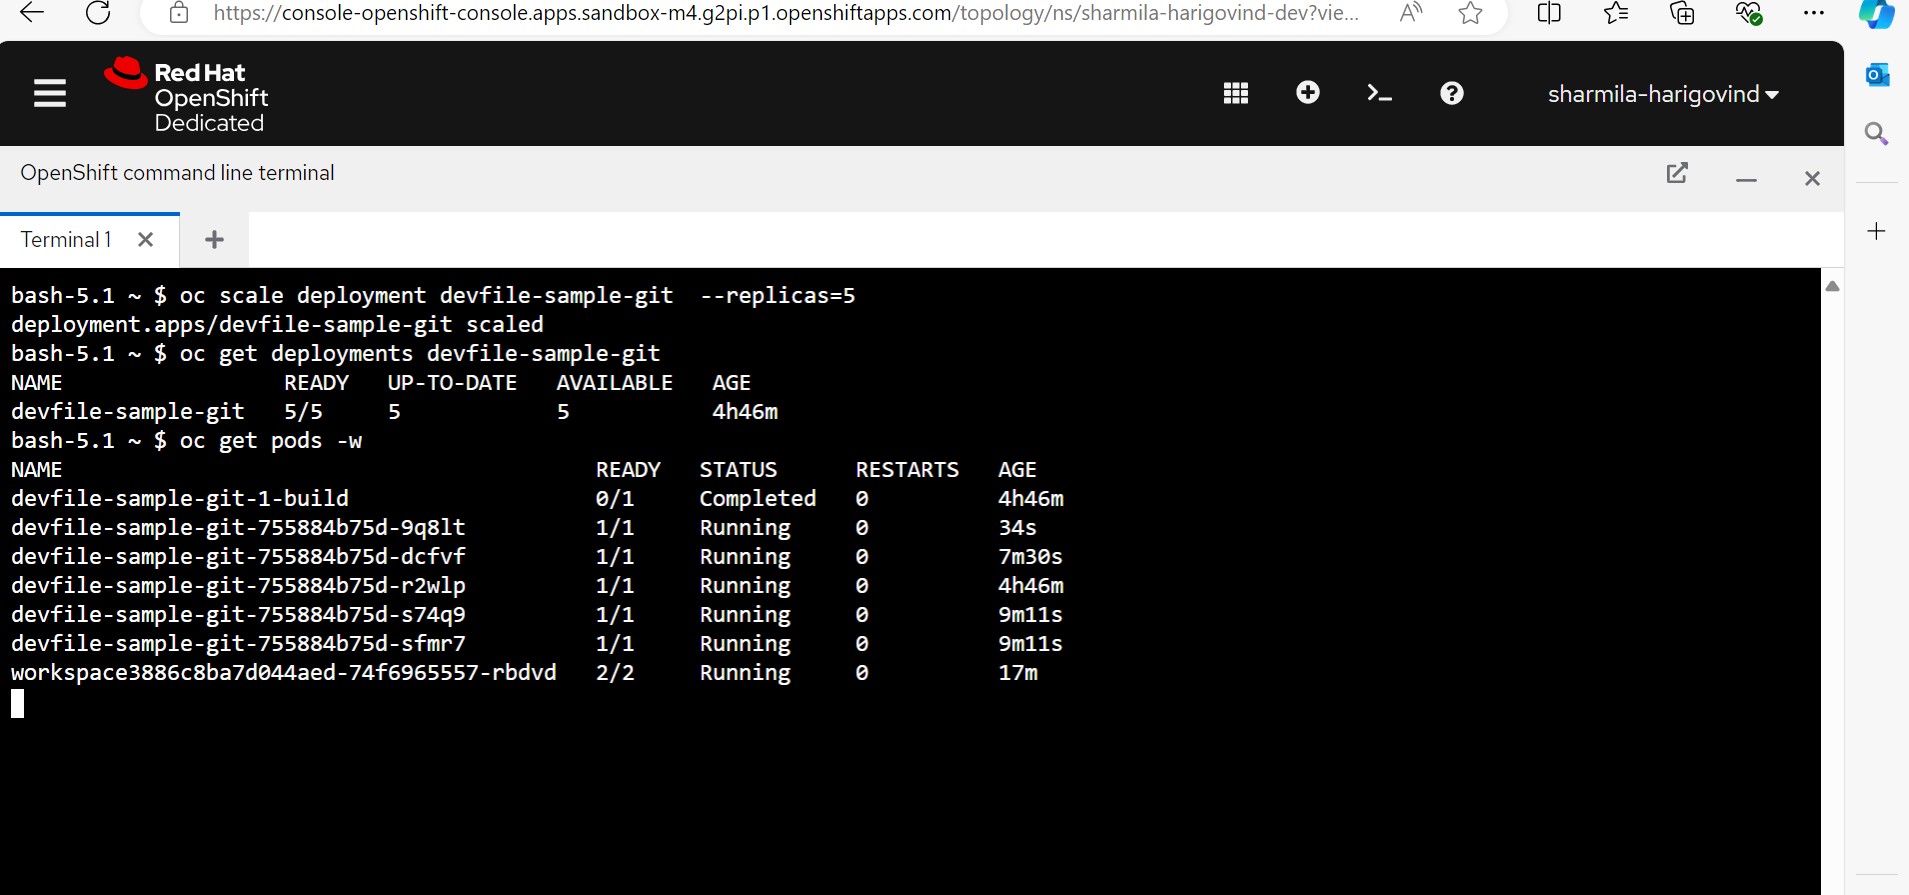 https://console-openshift-console.apps.sandbox-m4.g2pi.p1.openshiftapps.com/topology/ns/sharmila-harigovind-dev?vie...
Red Hat
OpenShift
Dedicated
sharmila-harigovind
OpenShift command line terminal
Terminal 1
bash-5.1 ~ $ oc scale deployment devfile-sample-git  --replicas=5
deployment.apps/devfile-sample-git scaled
bash-5.1 ~ $ oc get deployments devfile-sample-git
NAME                 READY   UP-TO-DATE   AVAILABLE   AGE
devfile-sample-git   5/5     5            5           4h46m
bash-5.1 ~ $ oc get pods -w
NAME                                         READY   STATUS      RESTARTS   AGE
devfile-sample-git-1-build                   0/1     Completed   0          4h46m
devfile-sample-git-755884b75d-9q8lt          1/1     Running     0          34s
devfile-sample-git-755884b75d-dcfvf          1/1     Running     0          7m30s
devfile-sample-git-755884b75d-r2wlp          1/1     Running     0          4h46m
devfile-sample-git-755884b75d-s74q9          1/1     Running     0          9m11s
devfile-sample-git-755884b75d-sfmr7          1/1     Running     0          9m11s
workspace3886c8ba7d044aed-74f6965557-rbdvd   2/2     Running     0          17m